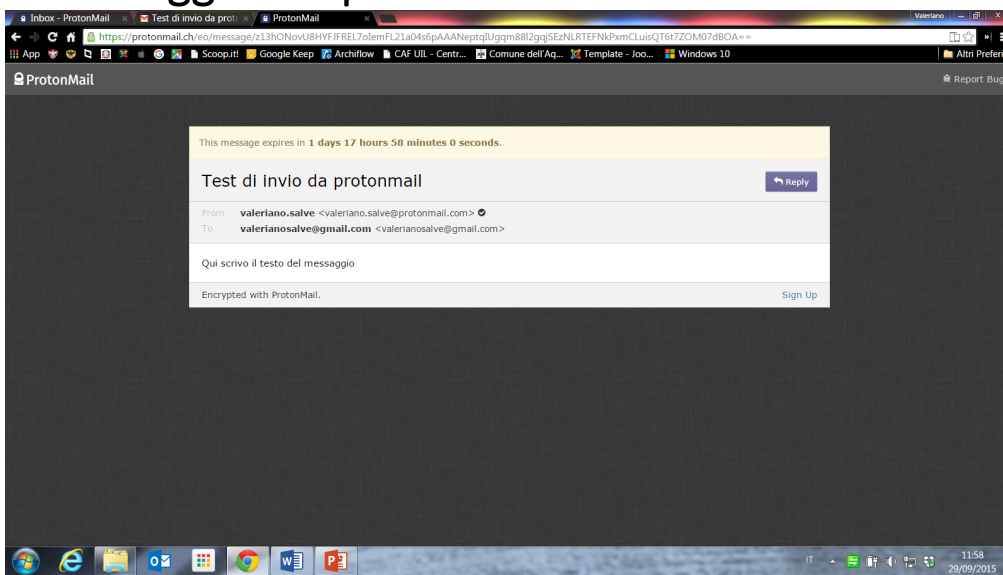 Inbox - ProtonMail
Test di invio da prot
ProtonMail
Valeriano
https://protonmail.ch/eo/message/
App
Scoop.it!
Google Keep
Archiflow
CAF UIL - Centr...
Comune dell'Aq...
Template - Joo...
Windows 10
Altri Preferi
ProtonMail
Report Bug
This message expires in 1 days 17 hours 58 minutes 0 seconds.
Test di invio da protonmail
Reply
From valeriano.salve <valeriano.salve@protonmail.com>
To valerianosalve@gmail.com <valerianosalve@gmail.com>
Qui scrivo il testo del messaggio
Encrypted with ProtonMail.
Sign Up
IT
11:58
29/09/2015